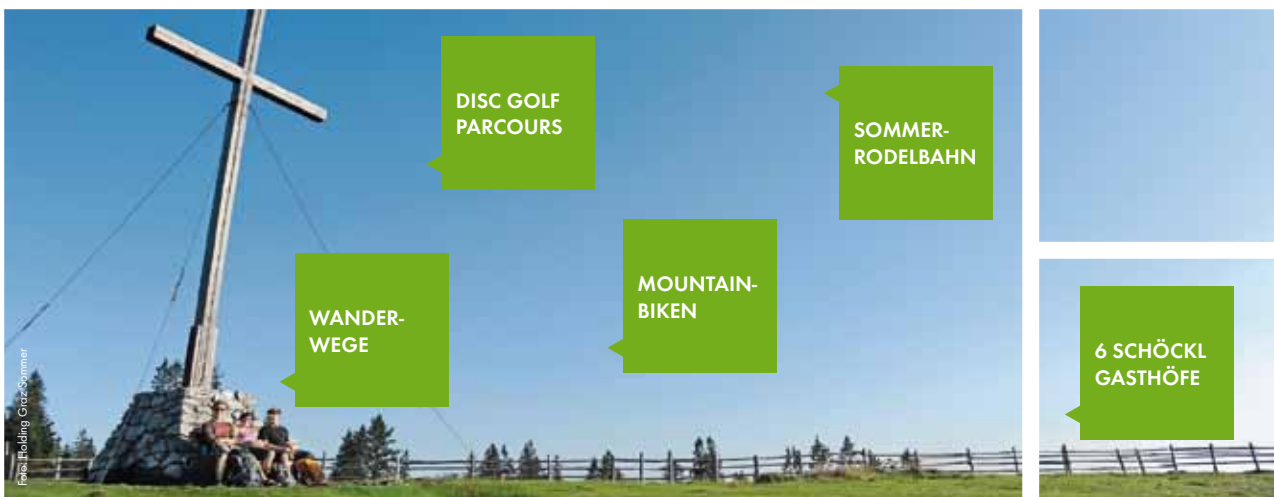 DISC GOLF
PARCOURS
SOMMER-
RODELBAHN
WANDER-
WEGE
MOUNTAIN-
BIKEN
6 SCHÖCKL
GASTHÖFE
Foto: Holding Graz/Sommer